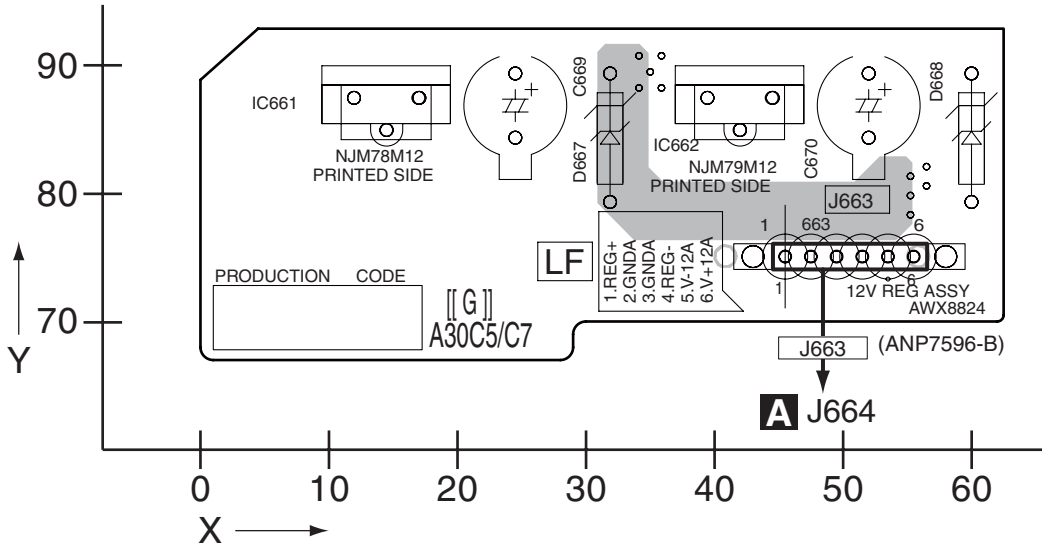 90
80
70
Y
IC661
NJM78M12
PRINTED SIDE
+
C669
D667
IC662
NJM79M12
PRINTED SIDE
+
C670
D668
J663
1
663
6
LF
1.REG+
2.GNDA
3.GNDA
4.REG-
5.V-12A
6.V+12A
1
6
12V REG ASSY
AWX8824
PRODUCTION CODE
[[ G ]]
A30C5/C7
J663
(ANP7596-B)
A J664
0 10 20 30 40 50 60
X